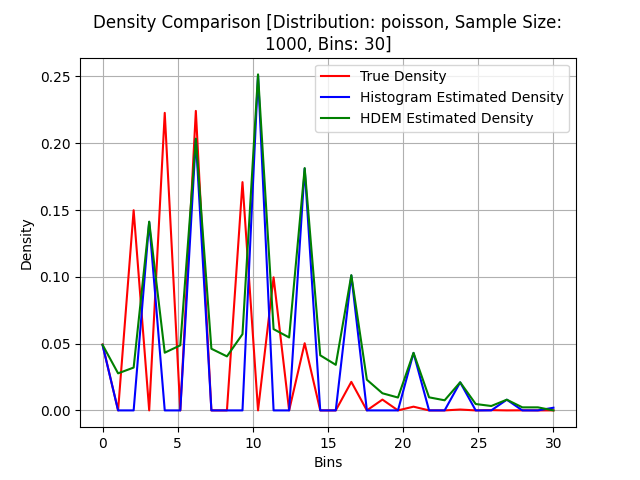 Density Comparison [Distribution: poisson, Sample Size:
1000, Bins: 30]
True Density
Histogram Estimated Density
HDEM Estimated Density
Density
0.25
0.20
0.15
0.10
0.05
0.00
0 5 10 15 20 25 30
Bins